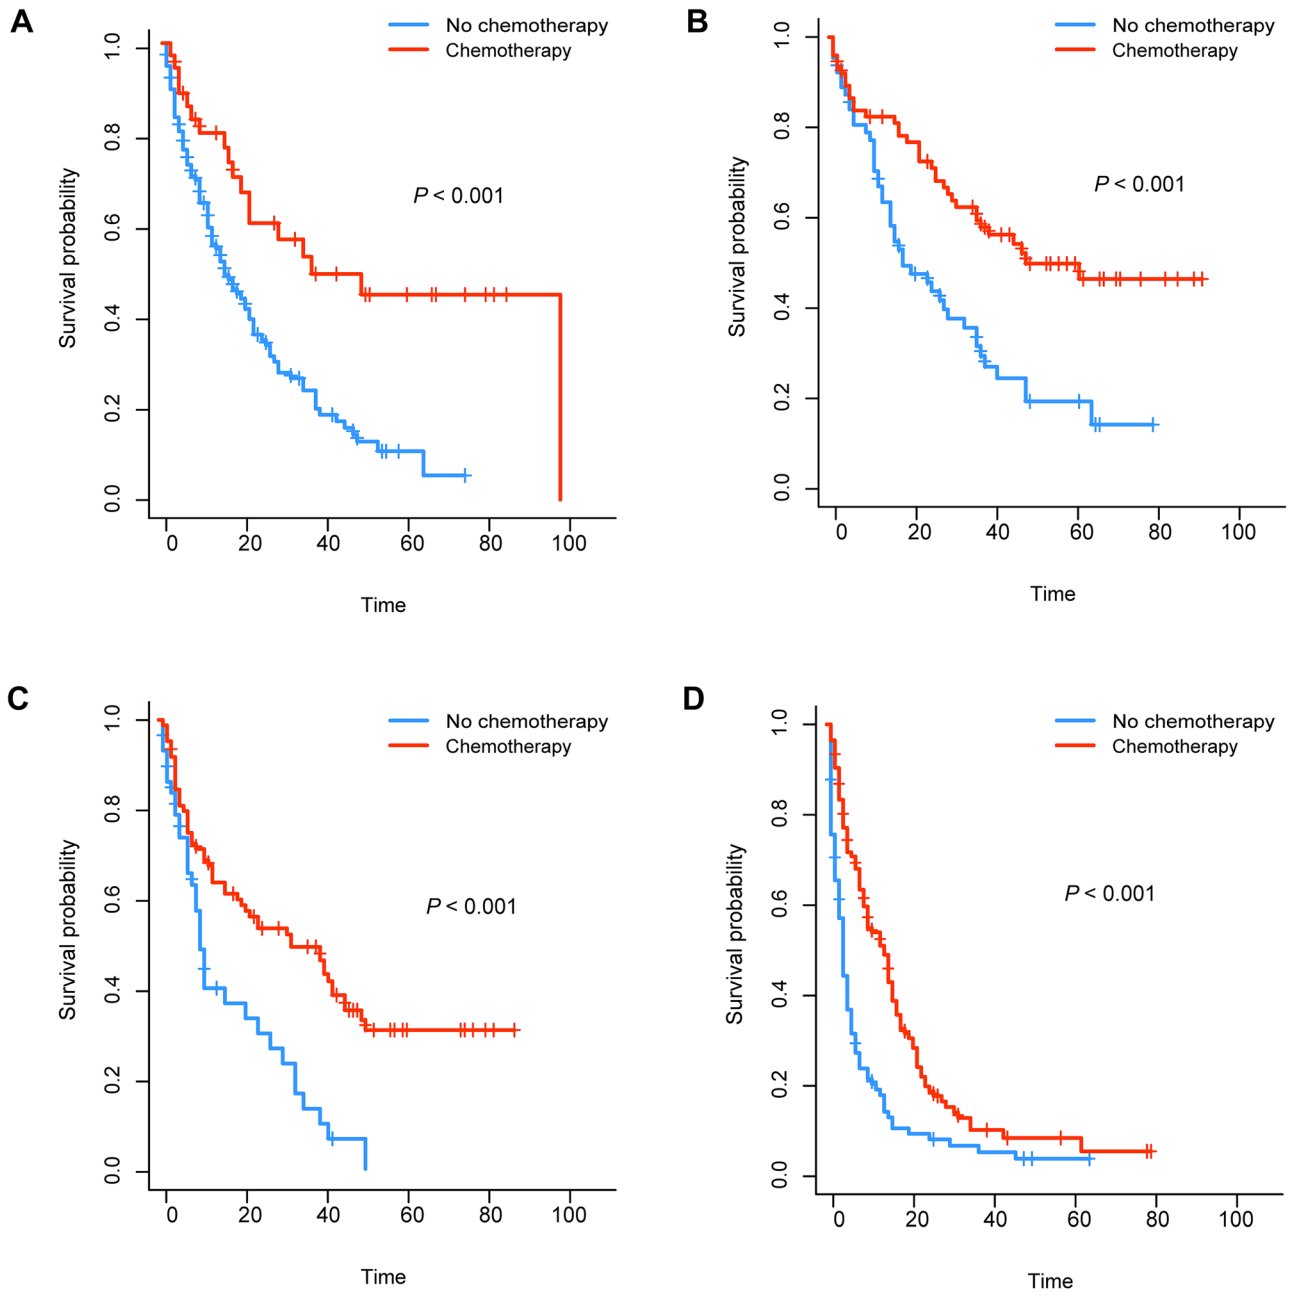 A
No chemotherapy
Chemotherapy
Survival probability
1.0
0.8
0.6
0.4
0.2
0.0
P < 0.001
0 20 40 60 80 100
Time
B
No chemotherapy
Chemotherapy
Survival probability
1.0
0.8
0.6
0.4
0.2
0.0
P < 0.001
0 20 40 60 80 100
Time
C
No chemotherapy
Chemotherapy
Survival probability
1.0
0.8
0.6
0.4
0.2
0.0
P < 0.001
0 20 40 60 80 100
Time
D
No chemotherapy
Chemotherapy
Survival probability
1.0
0.8
0.6
0.4
0.2
0.0
P < 0.001
0 20 40 60 80 100
Time